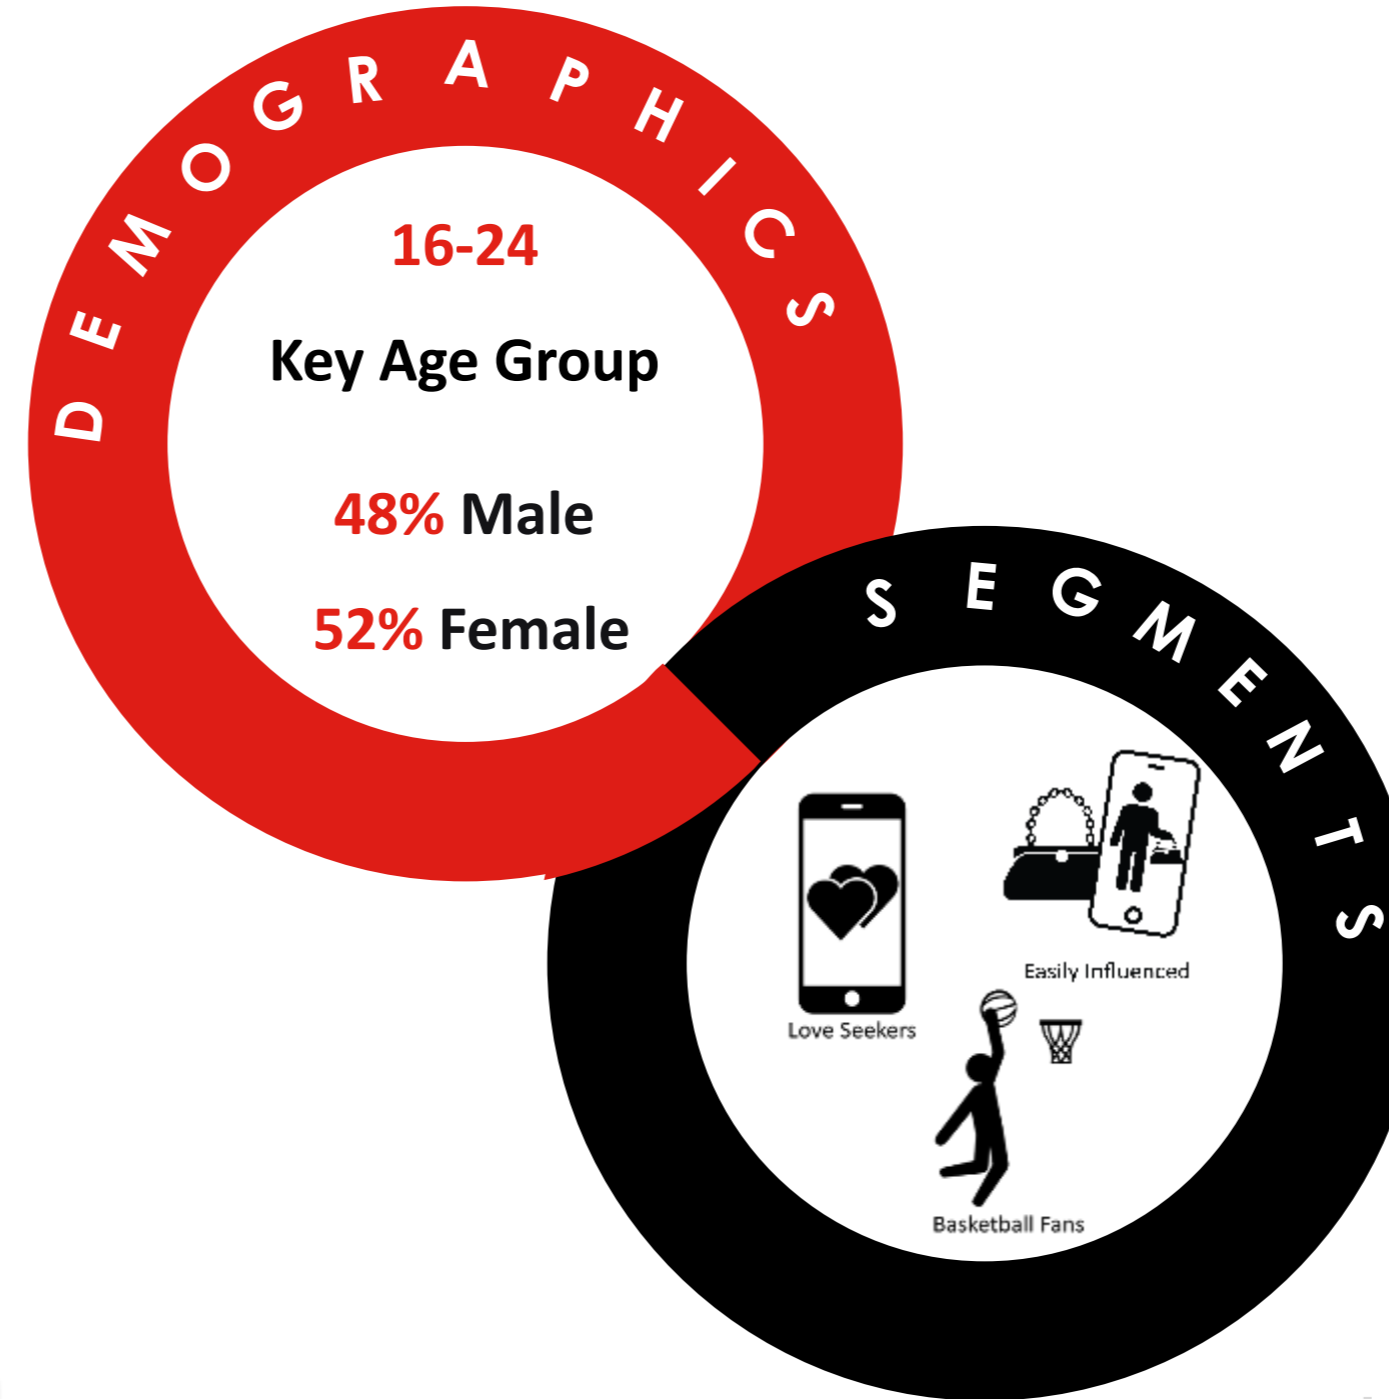 DEMOGRAPHICS
16-24
Key Age Group
48% Male
52% Female
SEGMENTS
Easily Influenced
Love Seekers
Basketball Fans